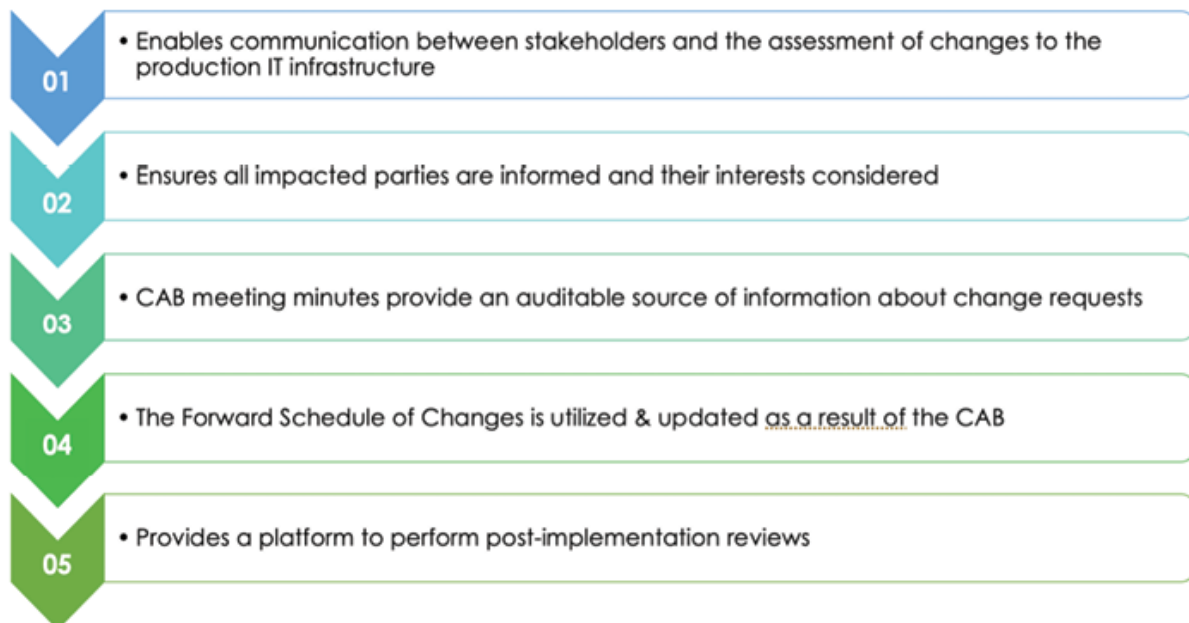 01
• Enables communication between stakeholders and the assessment of changes to the
production IT infrastructure
02
• Ensures all impacted parties are informed and their interests considered
03
• CAB meeting minutes provide an auditable source of information about change requests
04
• The Forward Schedule of Changes is utilized & updated as a result of the CAB
05
• Provides a platform to perform post-implementation reviews